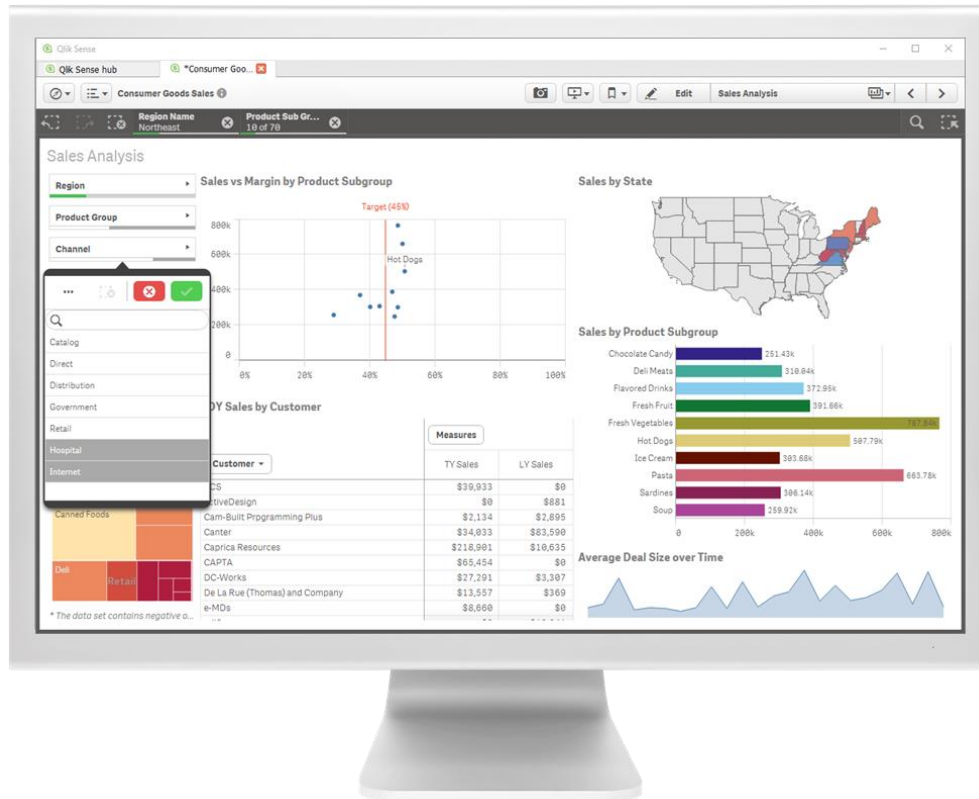 Qlik Sense
Qlik Sense hub
*Consumer Goo...
Consumer Goods Sales
Edit
Sales Analysis
Region Name
Northeast
Product Sub Gr...
10 of 70
Sales Analysis
Region
Product Group
Channel
Catalog
Direct
Distribution
Government
Retail
Hospital
Internet
Canned Foods
Deli
Retail
* The data set contains negative a...
Sales vs Margin by Product Subgroup
Target (45%)
800k
600k
Hot Dogs
400k
200k
0
0% 20% 40% 60% 80% 100%
Sales by Customer
Measures
Customer
TY Sales LY Sales
$39,933 $0
ctiveDesign $0 $881
Cam-Built Programming Plus $2,134 $2,895
Canter $34,033 $83,590
Caprica Resources $218,901 $10,635
CAPTA $65,454 $0
DC-Works $27,291 $3,307
De La Rue (Thomas) and Company $13,557 $369
e-MDs $8,660 $0
Sales by State
Sales by Product Subgroup
Chocolate Candy 251.43k
Deli Meats 310.04k
Flavored Drinks 372.95k
Fresh Fruit 391.66k
Fresh Vegetables
Hot Dogs 507.79k
Ice Cream 303.68k
Pasta 663.78k
Sardines 306.14k
Soup 259.92k
0 200k 400k 600k 800k
Average Deal Size over Time